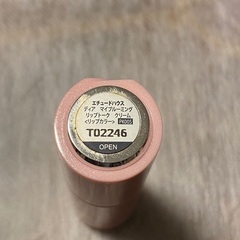 エチュードハウス
ディア マイブルーミング
リップトーク クリーム
<リップカラー>
T02246
OPEN